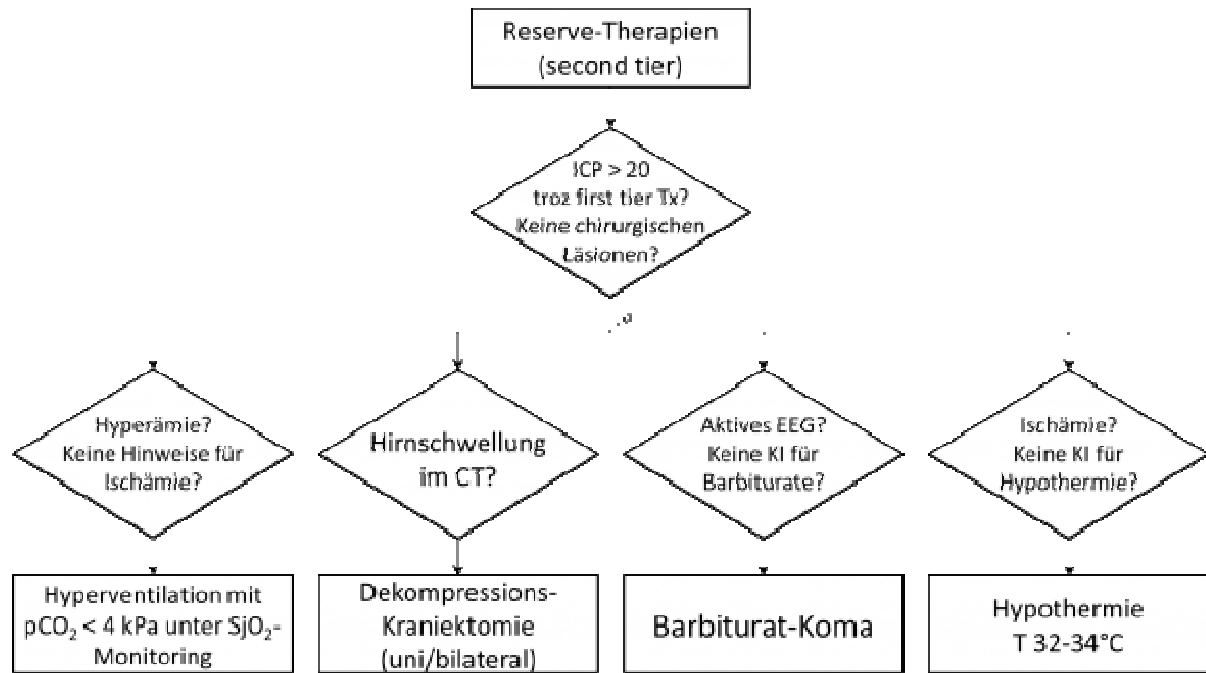 Reserve-Therapien
(second tier)
ICP > 20
troz first tier Tx?
Keine chirurgischen
Läsionen?
Hyperämie?
Keine Hinweise für
Ischämie?
Hirnschwellung
im CT?
Aktives EEG?
Keine KI für
Barbiturate?
Ischämie?
Keine KI für
Hypothermie?
Hyperventilation mit
pCO₂ < 4 kPa unter SjO₂-
Monitoring
Dekompressions-
Kraniektomie
(uni/bilateral)
Barbiturat-Koma
Hypothermie
T 32-34°C